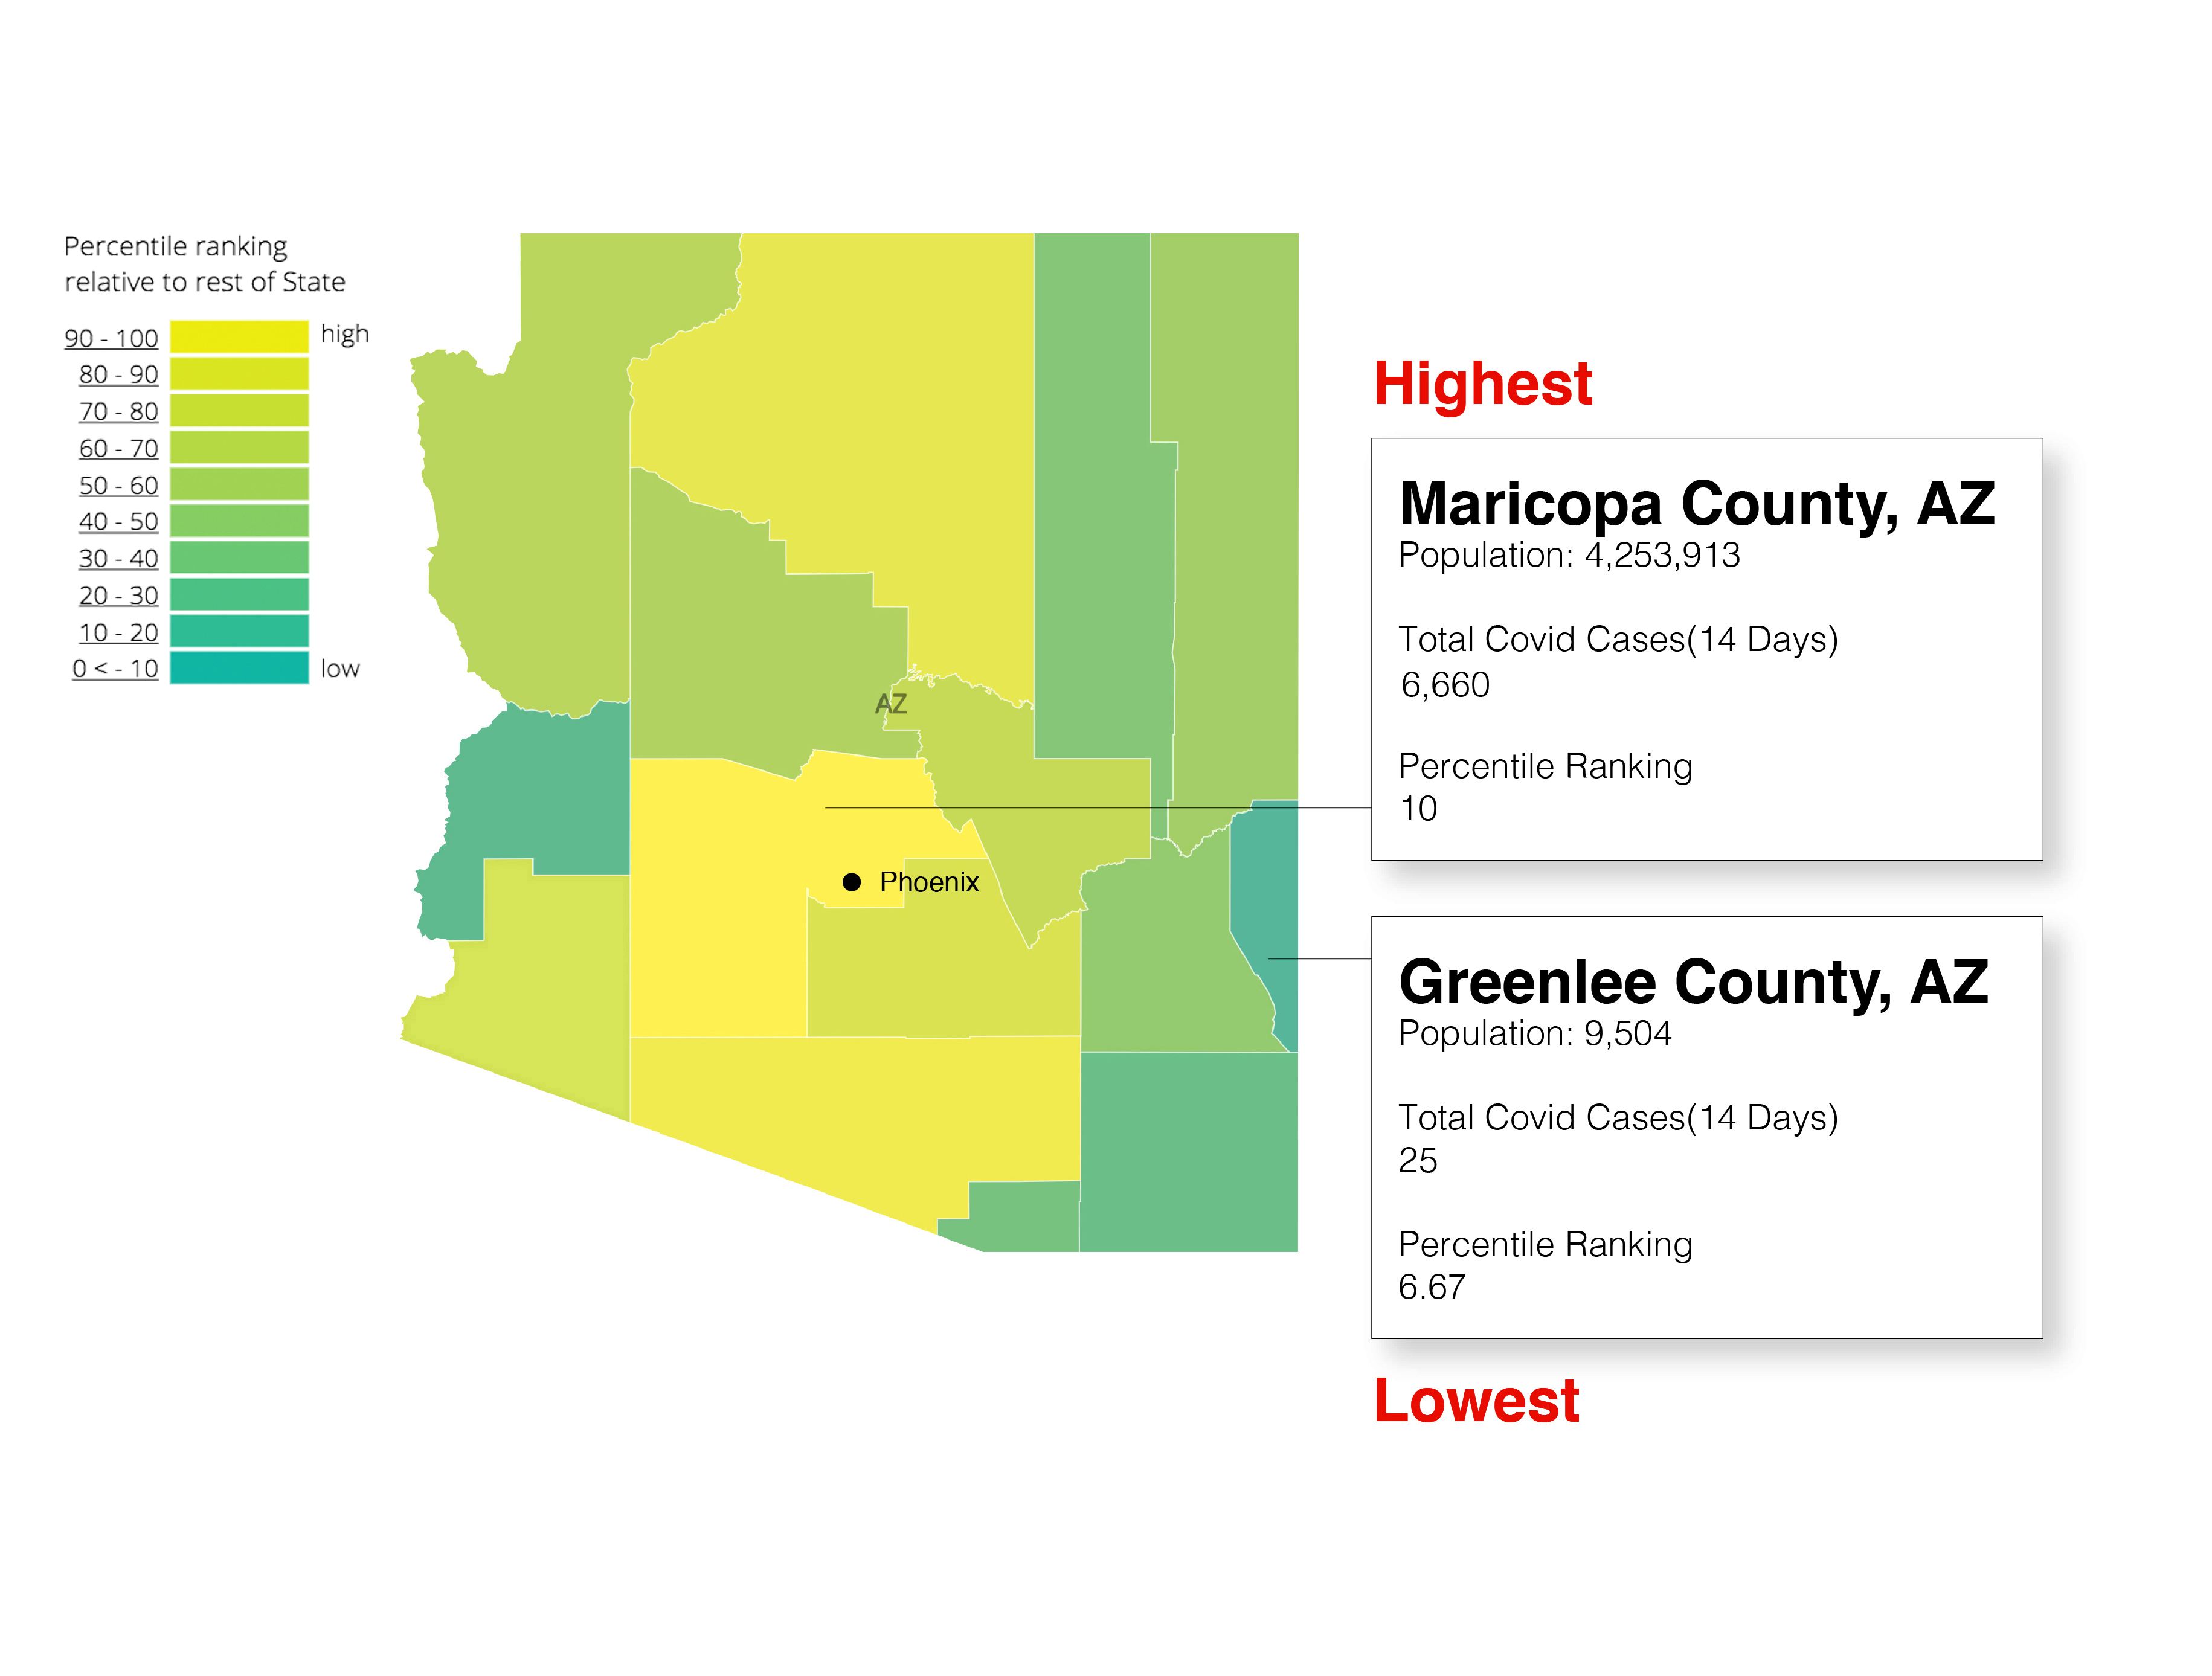 Percentile ranking
relative to rest of State
90 - 100
high
80 - 90
70 - 80
60 - 70
50 - 60
40 - 50
30 - 40
20 - 30
10 - 20
0 < - 10
low
AZ
Phoenix
Highest
Maricopa County, AZ
Population: 4,253,913
Total Covid Cases(14 Days)
6,660
Percentile Ranking
10
Greenlee County, AZ
Population: 9,504
Total Covid Cases(14 Days)
25
Percentile Ranking
6.67
Lowest